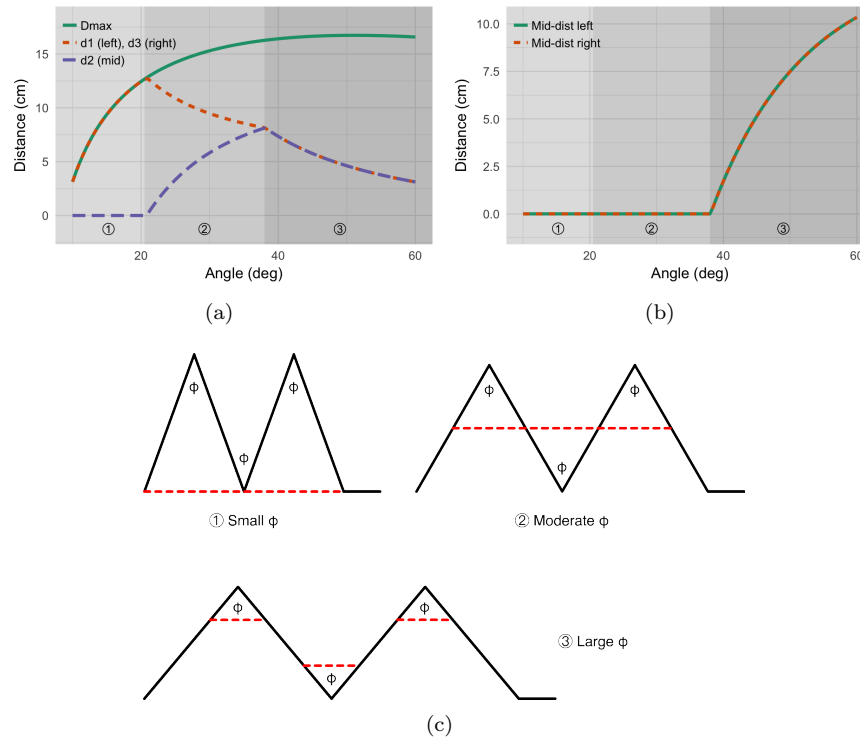 Dmax
d1 (left), d3 (right)
d2 (mid)
15
10
5
0
Distance (cm)
① ② ③
20 40 60
Angle (deg)
(a)
Mid-dist left
Mid-dist right
10.0
7.5
5.0
2.5
0.0
Distance (cm)
① ② ③
20 40 60
Angle (deg)
(b)
ϕ ϕ
ϕ
① Small ϕ
ϕ ϕ
ϕ
② Moderate ϕ
ϕ ϕ
ϕ
③ Large ϕ
(c)